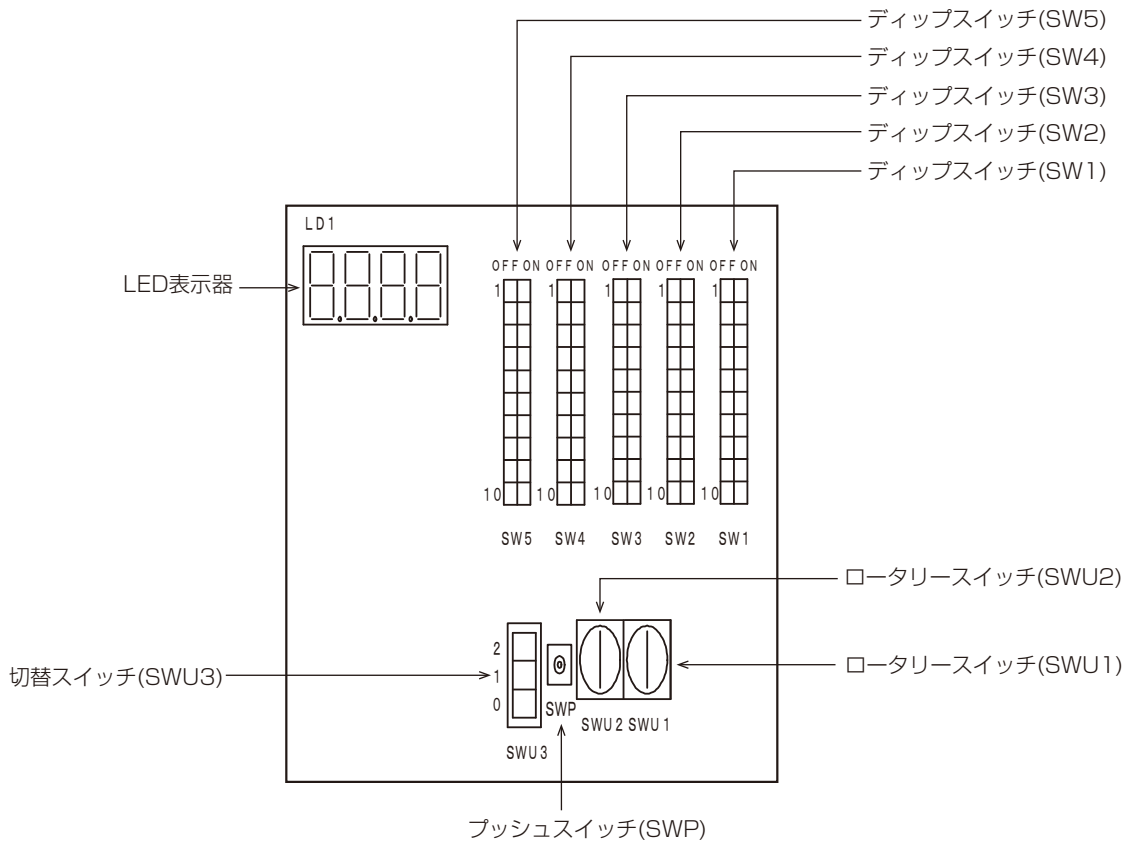 ディップスイッチ(SW5)
ディップスイッチ(SW4)
ディップスイッチ(SW3)
ディップスイッチ(SW2)
ディップスイッチ(SW1)
LD1
LED表示器
OFF ON OFF ON OFF ON OFF ON OFF ON
1 1 1 1 1
10 10 10 10 10
SW5 SW4 SW3 SW2 SW1
ロータリースイッチ(SWU2)
ロータリースイッチ(SWU1)
切替スイッチ(SWU3)
2
1
0
SWP
SWU2 SWU1
SWU3
プッシュスイッチ(SWP)